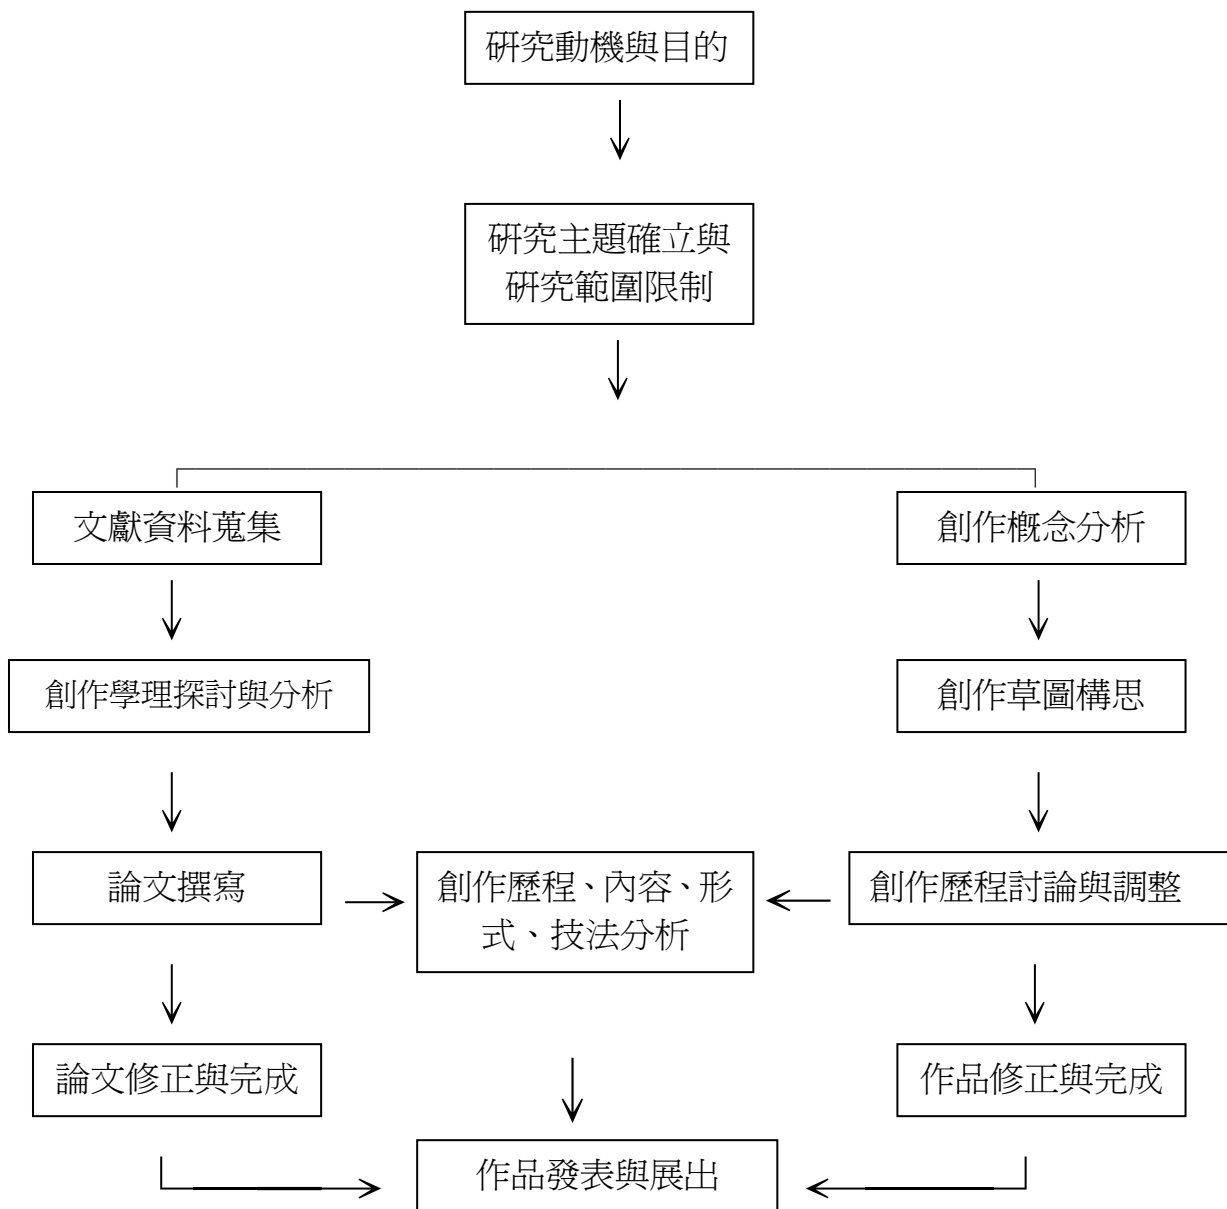 研究動機與目的
研究主題確立與
研究範圍限制
文獻資料蒐集
創作概念分析
創作學理探討與分析
創作草圖構思
論文撰寫
創作歷程、內容、形
式、技法分析
創作歷程討論與調整
論文修正與完成
作品修正與完成
作品發表與展出